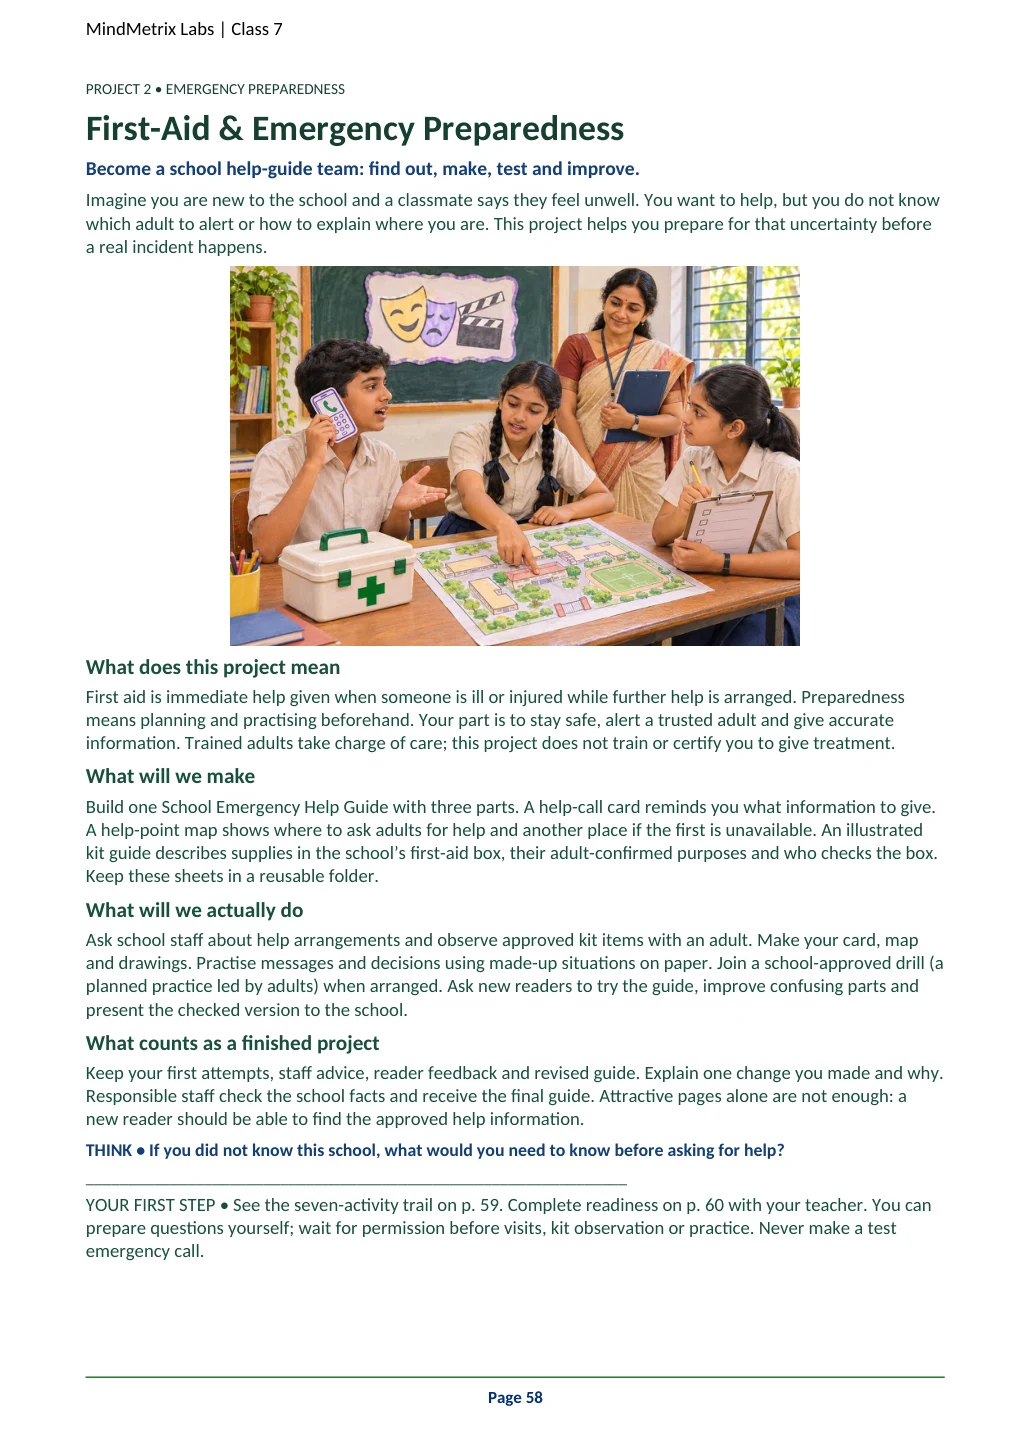 MindMetrix Labs | Class 7
PROJECT 2 • EMERGENCY PREPAREDNESS
First-Aid & Emergency Preparedness
Become a school help-guide team: find out, make, test and improve.
Imagine you are new to the school and a classmate says they feel unwell. You want to help, but you do not know
which adult to alert or how to explain where you are. This project helps you prepare for that uncertainty before
a real incident happens.
What does this project mean
First aid is immediate help given when someone is ill or injured while further help is arranged. Preparedness
means planning and practising beforehand. Your part is to stay safe, alert a trusted adult and give accurate
information. Trained adults take charge of care; this project does not train or certify you to give treatment.
What will we make
Build one School Emergency Help Guide with three parts. A help-call card reminds you what information to give.
A help-point map shows where to ask adults for help and another place if the first is unavailable. An illustrated
kit guide describes supplies in the school’s first-aid box, their adult-confirmed purposes and who checks the box.
Keep these sheets in a reusable folder.
What will we actually do
Ask school staff about help arrangements and observe approved kit items with an adult. Make your card, map
and drawings. Practise messages and decisions using made-up situations on paper. Join a school-approved drill (a
planned practice led by adults) when arranged. Ask new readers to try the guide, improve confusing parts and
present the checked version to the school.
What counts as a finished project
Keep your first attempts, staff advice, reader feedback and revised guide. Explain one change you made and why.
Responsible staff check the school facts and receive the final guide. Attractive pages alone are not enough: a
new reader should be able to find the approved help information.
THINK • If you did not know this school, what would you need to know before asking for help?
YOUR FIRST STEP • See the seven-activity trail on p. 59. Complete readiness on p. 60 with your teacher. You can
prepare questions yourself; wait for permission before visits, kit observation or practice. Never make a test
emergency call.
Page 58